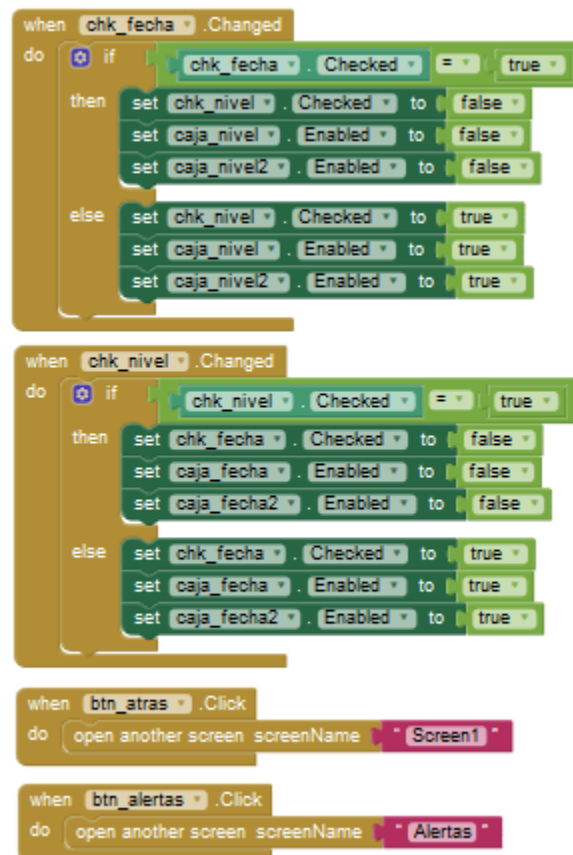 when chk_fecha .Changed
do if chk_fecha . Checked = true
then set chk_nivel . Checked to false
set caja_nivel . Enabled to false
set caja_nivel2 . Enabled to false
else set chk_nivel . Checked to true
set caja_nivel . Enabled to true
set caja_nivel2 . Enabled to true
when chk_nivel .Changed
do if chk_nivel . Checked = true
then set chk_fecha . Checked to false
set caja_fecha . Enabled to false
set caja_fecha2 . Enabled to false
else set chk_fecha . Checked to true
set caja_fecha . Enabled to true
set caja_fecha2 . Enabled to true
when btn_atras .Click
do open another screen screenName " Screen1 "
when btn_alertas .Click
do open another screen screenName " Alertas "